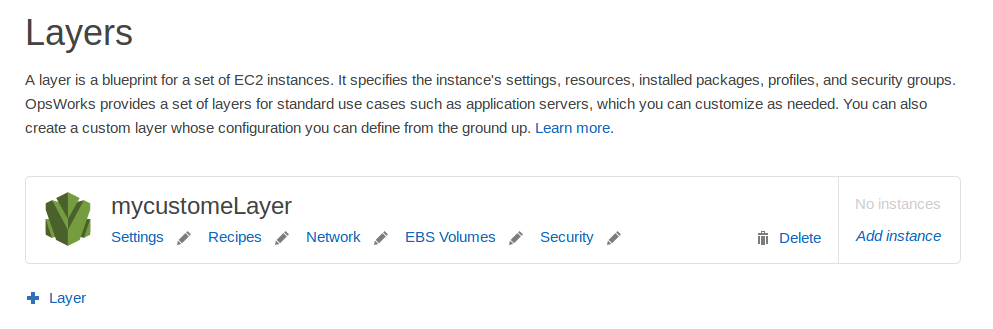 Layers
A layer is a blueprint for a set of EC2 instances. It specifies the instance's settings, resources, installed packages, profiles, and security groups.
OpsWorks provides a set of layers for standard use cases such as application servers, which you can customize as needed. You can also
create a custom layer whose configuration you can define from the ground up. Learn more.
mycustomeLayer
No instances
Settings Recipes Network EBS Volumes Security Delete Add instance
Layer